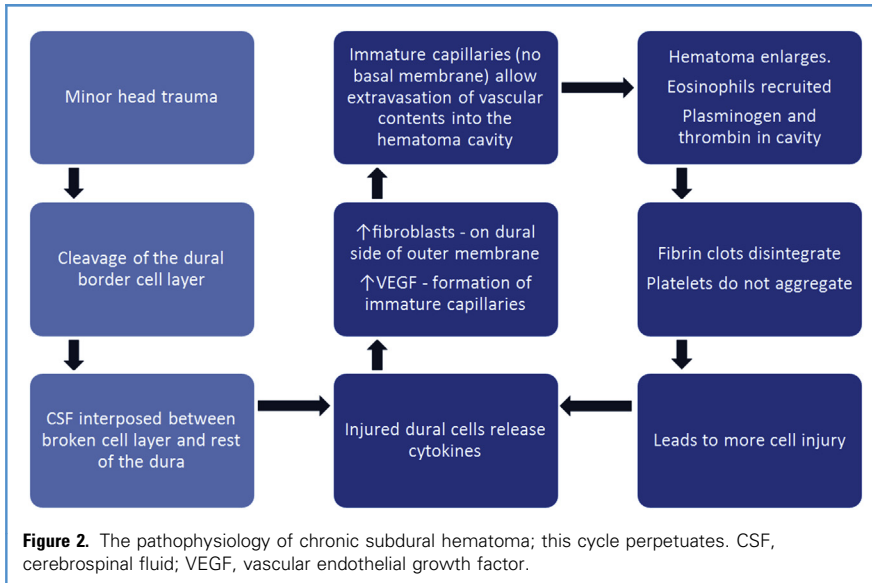 Minor head trauma
Cleavage of the dural
border cell layer
CSF interposed between
broken cell layer and rest
of the dura
Immature capillaries (no
basal membrane) allow
extravasation of vascular
contents into the
hematoma cavity
↑fibroblasts - on dural
side of outer membrane
↑VEGF - formation of
immature capillaries
Injured dural cells release
cytokines
Hematoma enlarges.
Eosinophils recruited
Plasminogen and
thrombin in cavity
Fibrin clots disintegrate
Platelets do not aggregate
Leads to more cell injury
Figure 2. The pathophysiology of chronic subdural hematoma; this cycle perpetuates. CSF,
cerebrospinal fluid; VEGF, vascular endothelial growth factor.